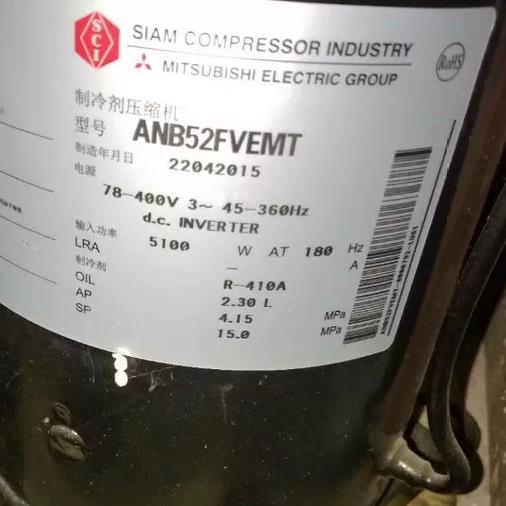 SCI
SIAM COMPRESSOR INDUSTRY
MITSUBISHI ELECTRIC GROUP
RoHS
制冷剂压缩机
型号 ANB52FVEMT
制造年月日 22042015
电源
78-400V 3~ 45-360Hz
d.c. INVERTER
输入功率 5100 W AT 180 Hz
LRA — A
制冷剂 R-410A
OIL 2.30 L
AP 4.15 MPa
SP 15.0 MPa